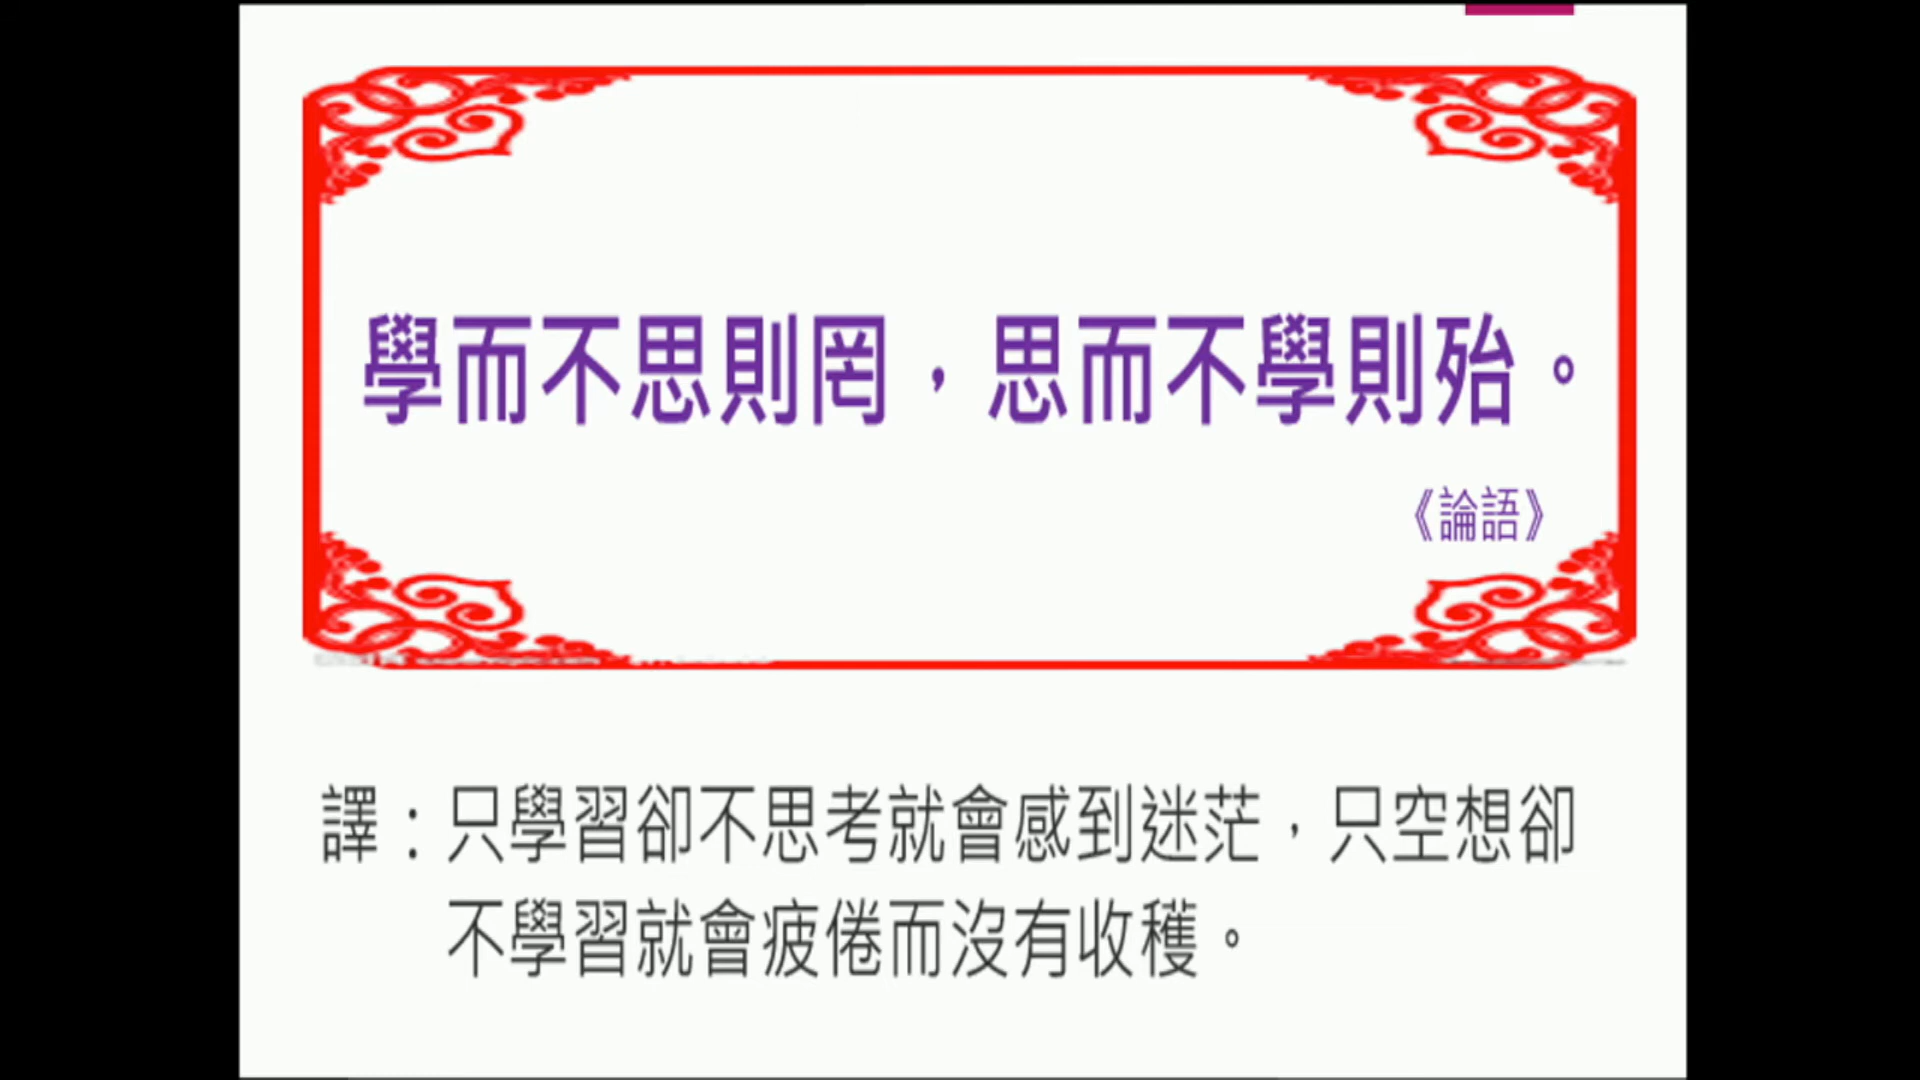 學而不思則罔，思而不學則殆。
《論語》
譯：只學習卻不思考就會感到迷茫，只空想卻
不學習就會疲倦而沒有收穫。